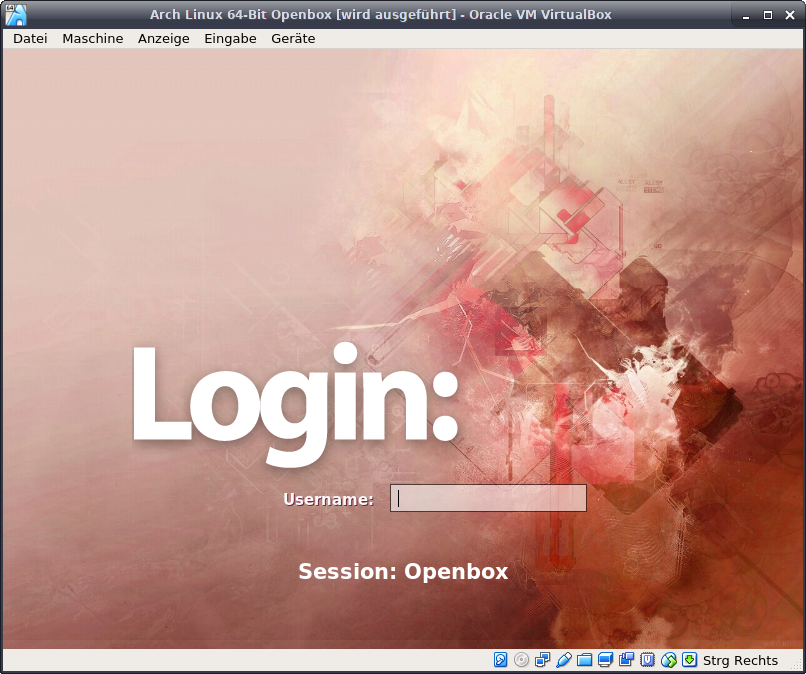 Arch Linux 64-Bit Openbox [wird ausgeführt] - Oracle VM VirtualBox
Datei Maschine Anzeige Eingabe Geräte
Login:
Username:
Session: Openbox
Strg Rechts